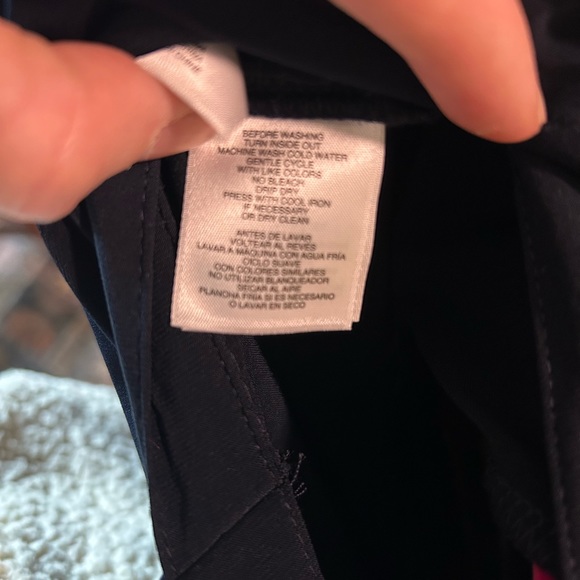 BEFORE WASHING
TURN INSIDE OUT
MACHINE WASH COLD WATER
GENTLE CYCLE
WITH LIKE COLORS
NO BLEACH
DRIP DRY
PRESS WITH COOL IRON
IF NECESSARY
OR DRY CLEAN
ANTES DE LAVAR
VOLTEAR AL REVES
LAVAR A MAQUINA CON AGUA FRÍA
CICLO SUAVE
CON COLORES SIMILARES
NO UTILIZAR BLANQUEADOR
SECAR AL AIRE
PLANCHA FRIA SI ES NECESARIO
O LAVAR EN SECO